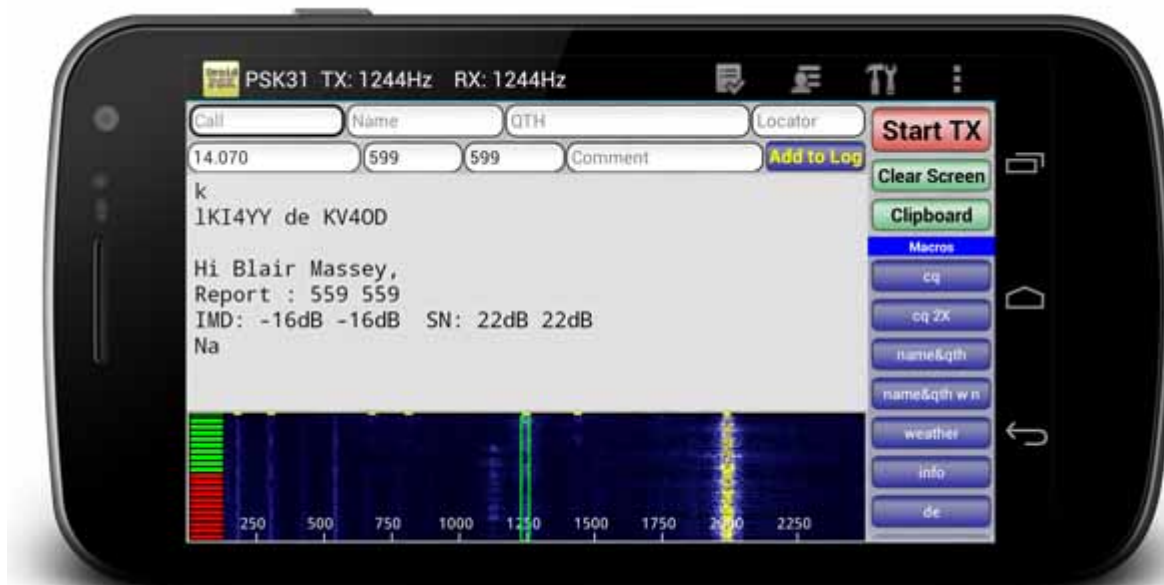 Droid PSK PSK31 TX: 1244Hz RX: 1244Hz
Call Name QTH Locator
14.070 599 599 Comment Add to Log
k
lKI4YY de KV4OD
Hi Blair Massey,
Report : 559 559
IMD: -16dB -16dB SN: 22dB 22dB
Na
250 500 750 1000 1250 1500 1750 2000 2250
Start TX
Clear Screen
Clipboard
Macros
cq
cq 2X
name&qth
name&qth w n
weather
info
de